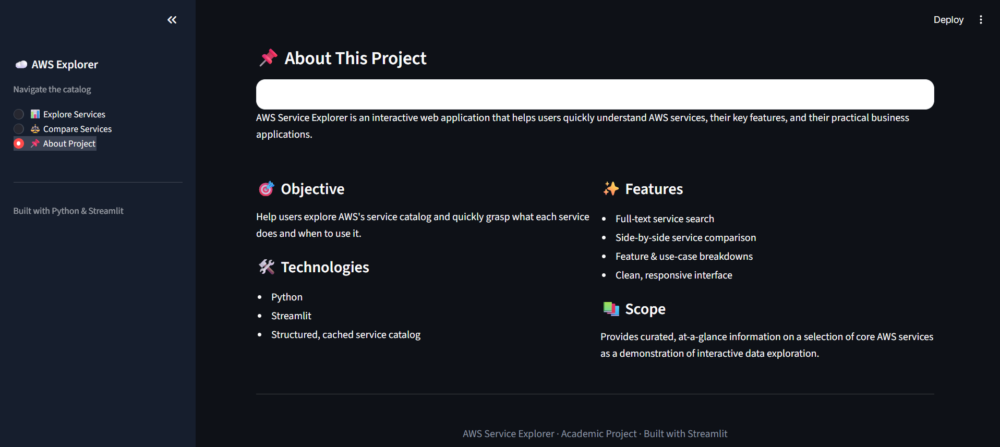 Deploy
AWS Explorer
Navigate the catalog
Explore Services
Compare Services
About Project
Built with Python & Streamlit
About This Project
AWS Service Explorer is an interactive web application that helps users quickly understand AWS services, their key features, and their practical business
applications.
Objective
Help users explore AWS's service catalog and quickly grasp what each service
does and when to use it.
Technologies
• Python
• Streamlit
• Structured, cached service catalog
Features
• Full-text service search
• Side-by-side service comparison
• Feature & use-case breakdowns
• Clean, responsive interface
Scope
Provides curated, at-a-glance information on a selection of core AWS services
as a demonstration of interactive data exploration.
AWS Service Explorer · Academic Project · Built with Streamlit